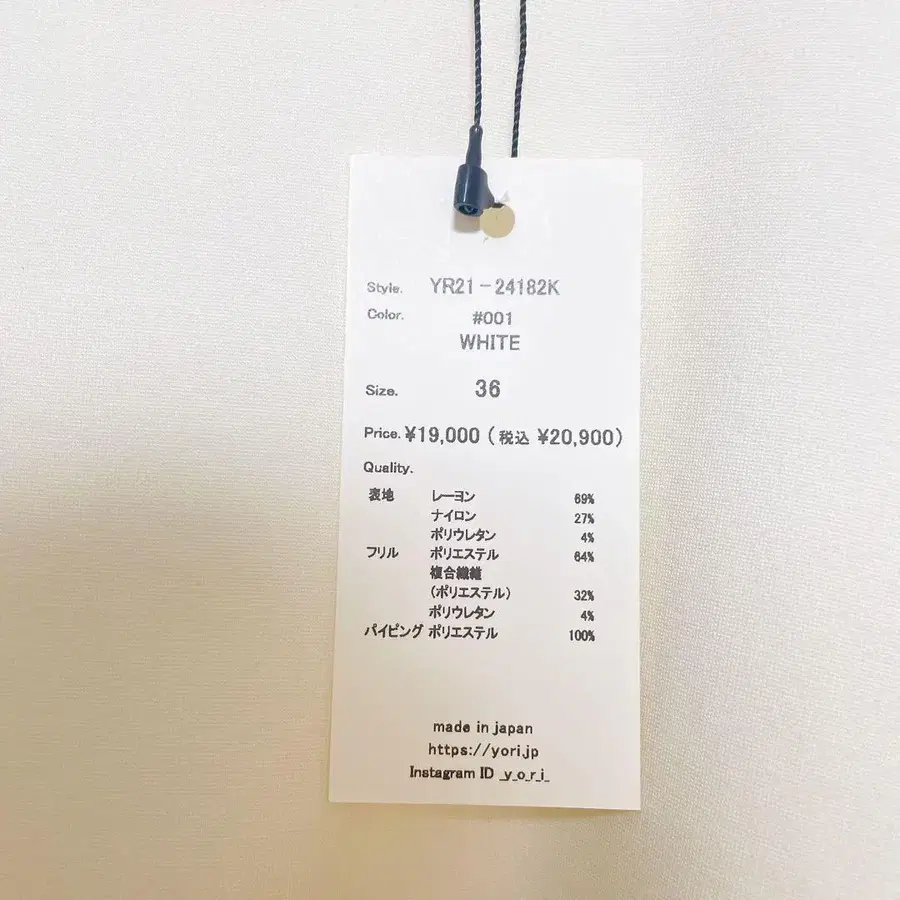 Style. YR21-24182K
Color. #001
WHITE
Size. 36
Price. ¥19,000 (税込 ¥20,900)
Quality.
表地 レーヨン 69%
ナイロン 27%
ポリウレタン 4%
フリル ポリエステル 64%
複合繊維
(ポリエステル) 32%
ポリウレタン 4%
パイピング ポリエステル 100%
made in japan
https://yori.jp
Instagram ID _y_o_r_i_